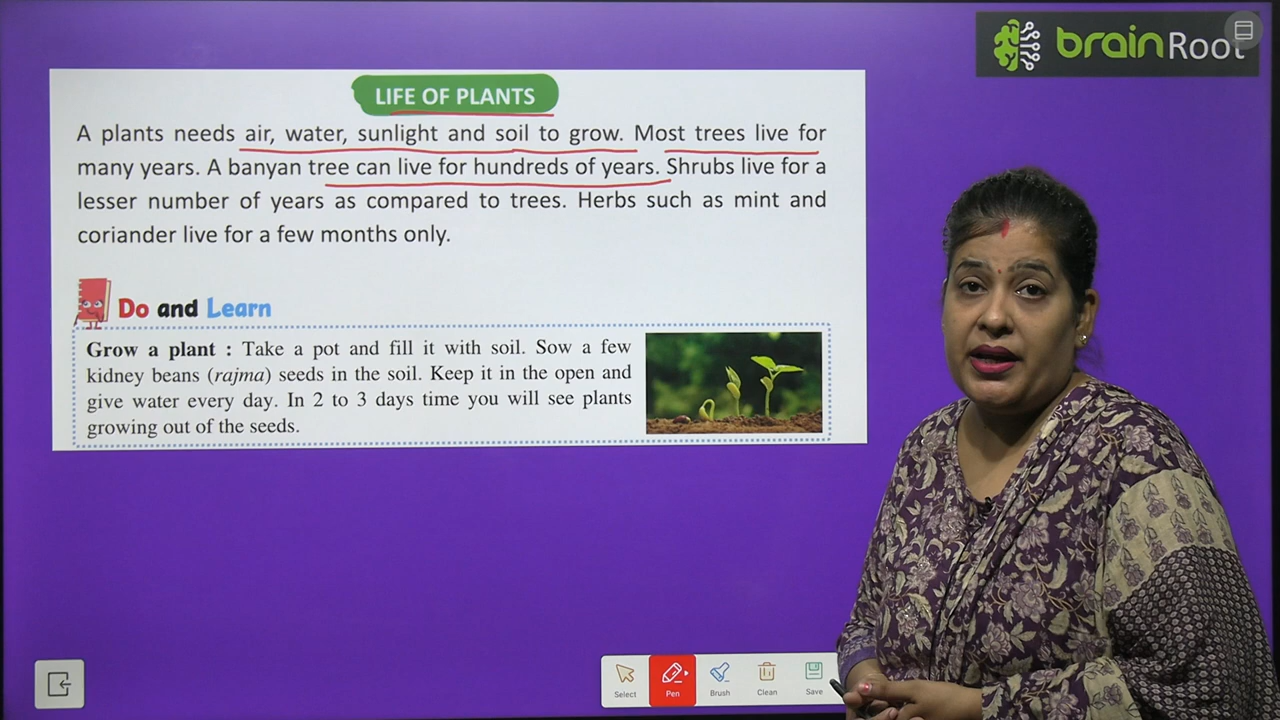 brainRoot
LIFE OF PLANTS
A plants needs air, water, sunlight and soil to grow. Most trees live for
many years. A banyan tree can live for hundreds of years. Shrubs live for a
lesser number of years as compared to trees. Herbs such as mint and
coriander live for a few months only.
Do and Learn
Grow a plant : Take a pot and fill it with soil. Sow a few
kidney beans (rajma) seeds in the soil. Keep it in the open and
give water every day. In 2 to 3 days time you will see plants
growing out of the seeds.
Select Pen Brush Clean Save